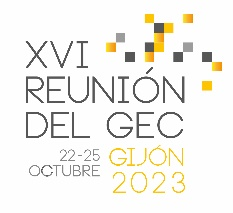 XVI
REUNIÓN
DEL GEC
22-25 GIJÓN
OCTUBRE 2023